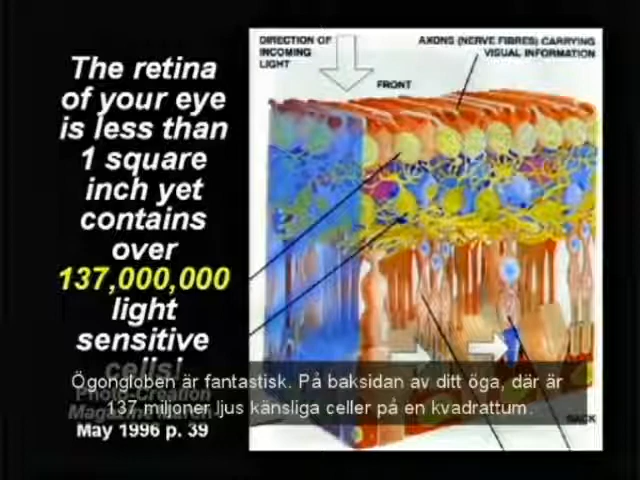 The retina
of your eye
is less than
1 square
inch yet
contains
over
137,000,000
light
sensitive
cells!
Photo-Creation
May 1996 p. 39
DIRECTION OF
INCOMING
LIGHT
AXONS (NERVE FIBRES) CARRYING
VISUAL INFORMATION
FRONT
BACK
Ögongloben är fantastisk. På baksidan av ditt öga, där är
137 miljoner ljus känsliga celler på en kvadrattum.